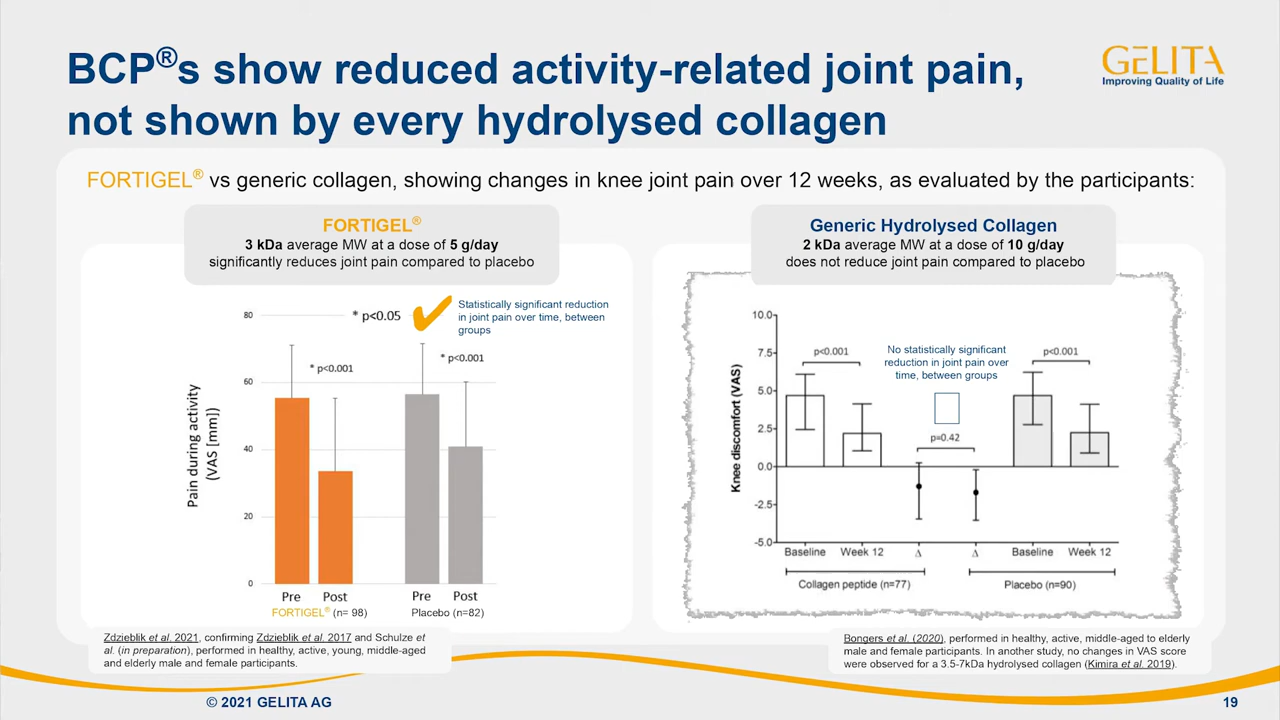 BCP®s show reduced activity-related joint pain,
not shown by every hydrolysed collagen
GELITA
Improving Quality of Life
FORTIGEL® vs generic collagen, showing changes in knee joint pain over 12 weeks, as evaluated by the participants:
FORTIGEL®
3 kDa average MW at a dose of 5 g/day
significantly reduces joint pain compared to placebo
80
60
40
20
0
Pain during activity
(VAS [mm])
* p<0.05
✔
Statistically significant reduction
in joint pain over time, between
groups
* p<0.001
* p<0.001
Pre
Post
Pre
Post
FORTIGEL® (n= 98)
Placebo (n=82)
Zdzieblik et al. 2021, confirming Zdzieblik et al. 2017 and Schulze et
al. (in preparation), performed in healthy, active, young, middle-aged
and elderly male and female participants.
Generic Hydrolysed Collagen
2 kDa average MW at a dose of 10 g/day
does not reduce joint pain compared to placebo
Knee discomfort (VAS)
10.0
7.5
5.0
2.5
0.0
-2.5
-5.0
p<0.001
No statistically significant
reduction in joint pain over
time, between groups
p<0.001
p=0.42
Baseline
Week 12
Δ
Δ
Baseline
Week 12
Collagen peptide (n=77)
Placebo (n=90)
Bongers et al. (2020), performed in healthy, active, middle-aged to elderly
male and female participants. In another study, no changes in VAS score
were observed for a 3.5-7kDa hydrolysed collagen (Kimira et al. 2019).
© 2021 GELITA AG
19